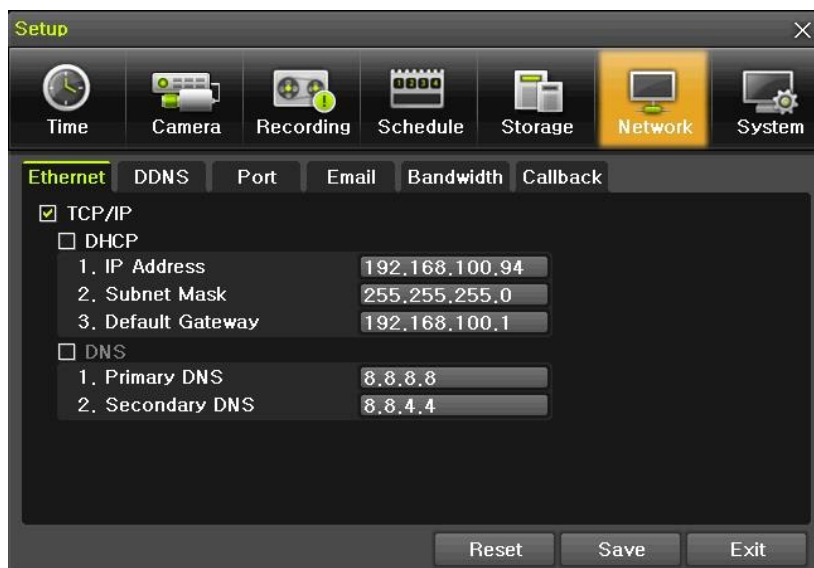 Setup
Time Camera Recording Schedule Storage Network System
Ethernet DDNS Port Email Bandwidth Callback
TCP/IP
DHCP
1. IP Address 192.168.100.94
2. Subnet Mask 255.255.255.0
3. Default Gateway 192.168.100.1
DNS
1. Primary DNS 8.8.8.8
2. Secondary DNS 8.8.4.4
Reset Save Exit